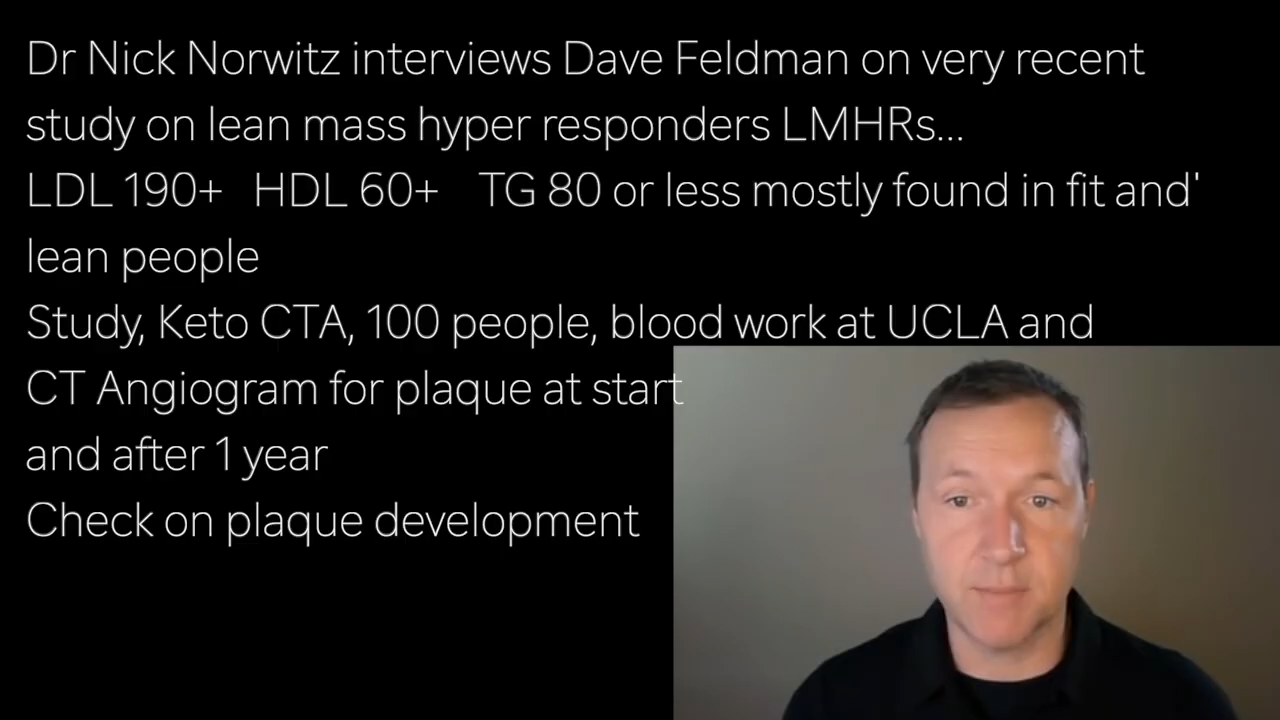 Dr Nick Norwitz interviews Dave Feldman on very recent
study on lean mass hyper responders LMHRs...
LDL 190+ HDL 60+ TG 80 or less mostly found in fit and'
lean people
Study, Keto CTA, 100 people, blood work at UCLA and
CT Angiogram for plaque at start
and after 1 year
Check on plaque development